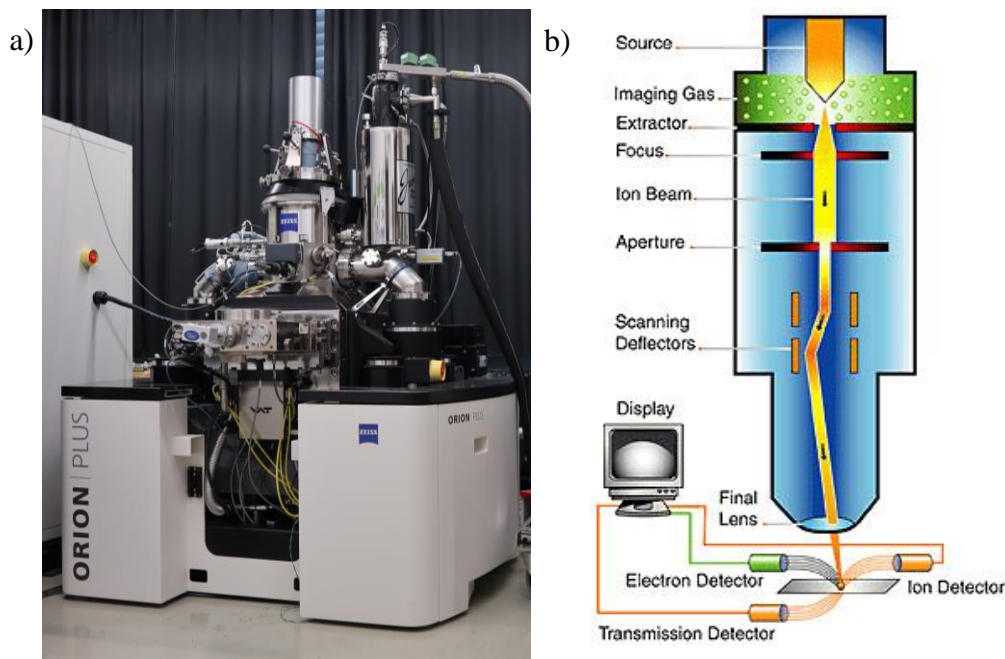 a)
ZEISS
VAT
ORION PLUS
ZEISS
ORION | PLUS
b)
Source
Imaging Gas
Extractor
Focus
Ion Beam
Aperture
Scanning
Deflectors
Display
Final
Lens
Electron Detector
Ion Detector
Transmission Detector